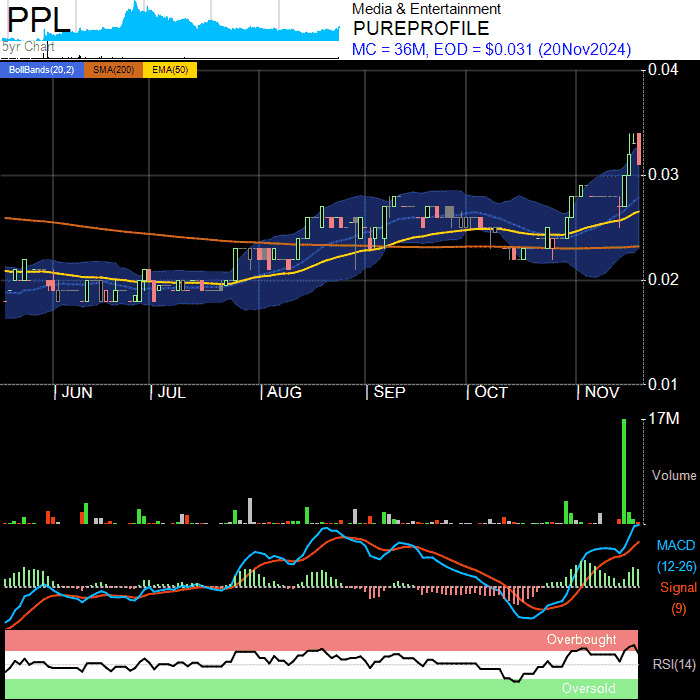 PPL
5yr Chart
Media & Entertainment
PUREPROFILE
MC = 36M, EOD = $0.031 (20Nov2024)
BollBands(20,2) SMA(200) EMA(50)
0.04
0.03
0.02
0.01
JUN JUL AUG SEP OCT NOV
17M
Volume
MACD
(12-26)
Signal
(9)
Overbought
RSI(14)
Oversold